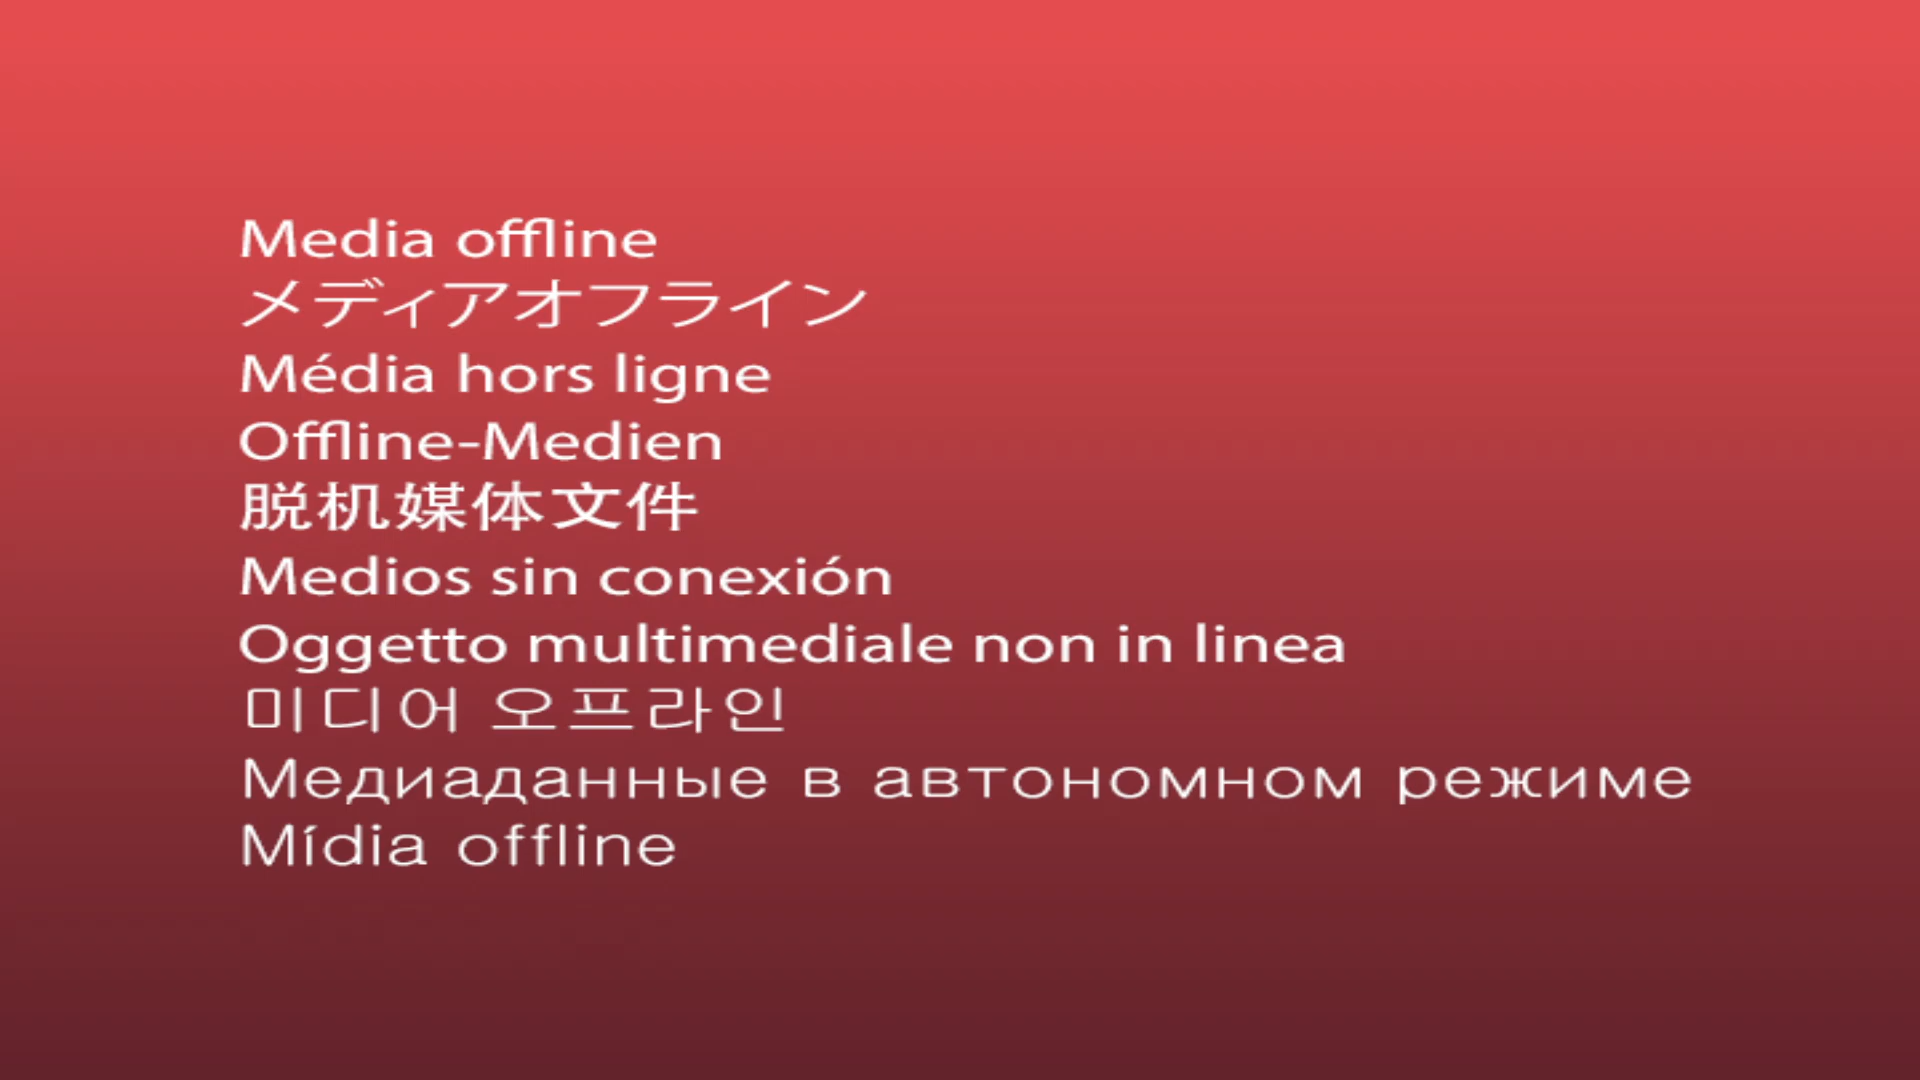 Media offline
メディアオフライン
Média hors ligne
Offline-Medien
脱机媒体文件
Medios sin conexión
Oggetto multimediale non in linea
미디어 오프라인
Медиаданные в автономном режиме
Mídia offline